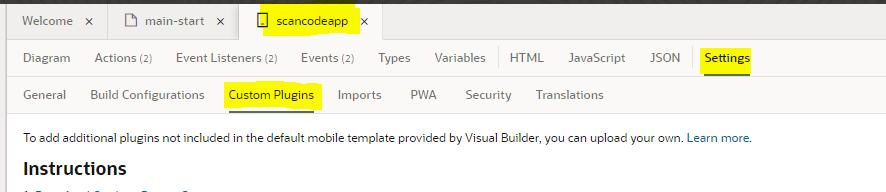 Welcome × main-start × scancodeapp ×
Diagram Actions (2) Event Listeners (2) Events (2) Types Variables HTML JavaScript JSON Settings
General Build Configurations Custom Plugins Imports PWA Security Translations
To add additional plugins not included in the default mobile template provided by Visual Builder, you can upload your own. Learn more.
Instructions